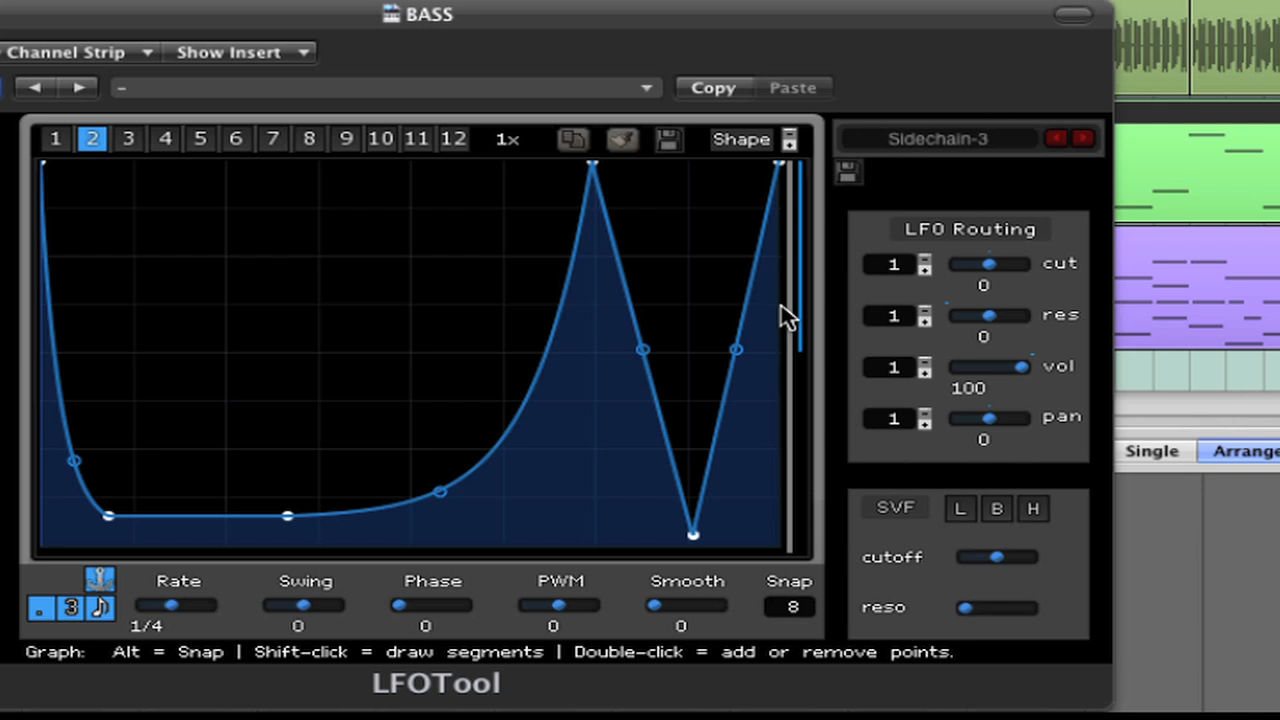 BASS
Channel Strip Show Insert
- Copy Paste
1 2 3 4 5 6 7 8 9 10 11 12 1x Shape
Sidechain-3
LFO Routing
1 cut
0
1 res
0
1 vol
100
1 pan
0
Single Arrange
SVF L B H
cutoff
reso
Rate Swing Phase PWM Smooth Snap
. 3 8
1/4 0 0 0 0
Graph: Alt = Snap | Shift-click = draw segments | Double-click = add or remove points.
LFOTool